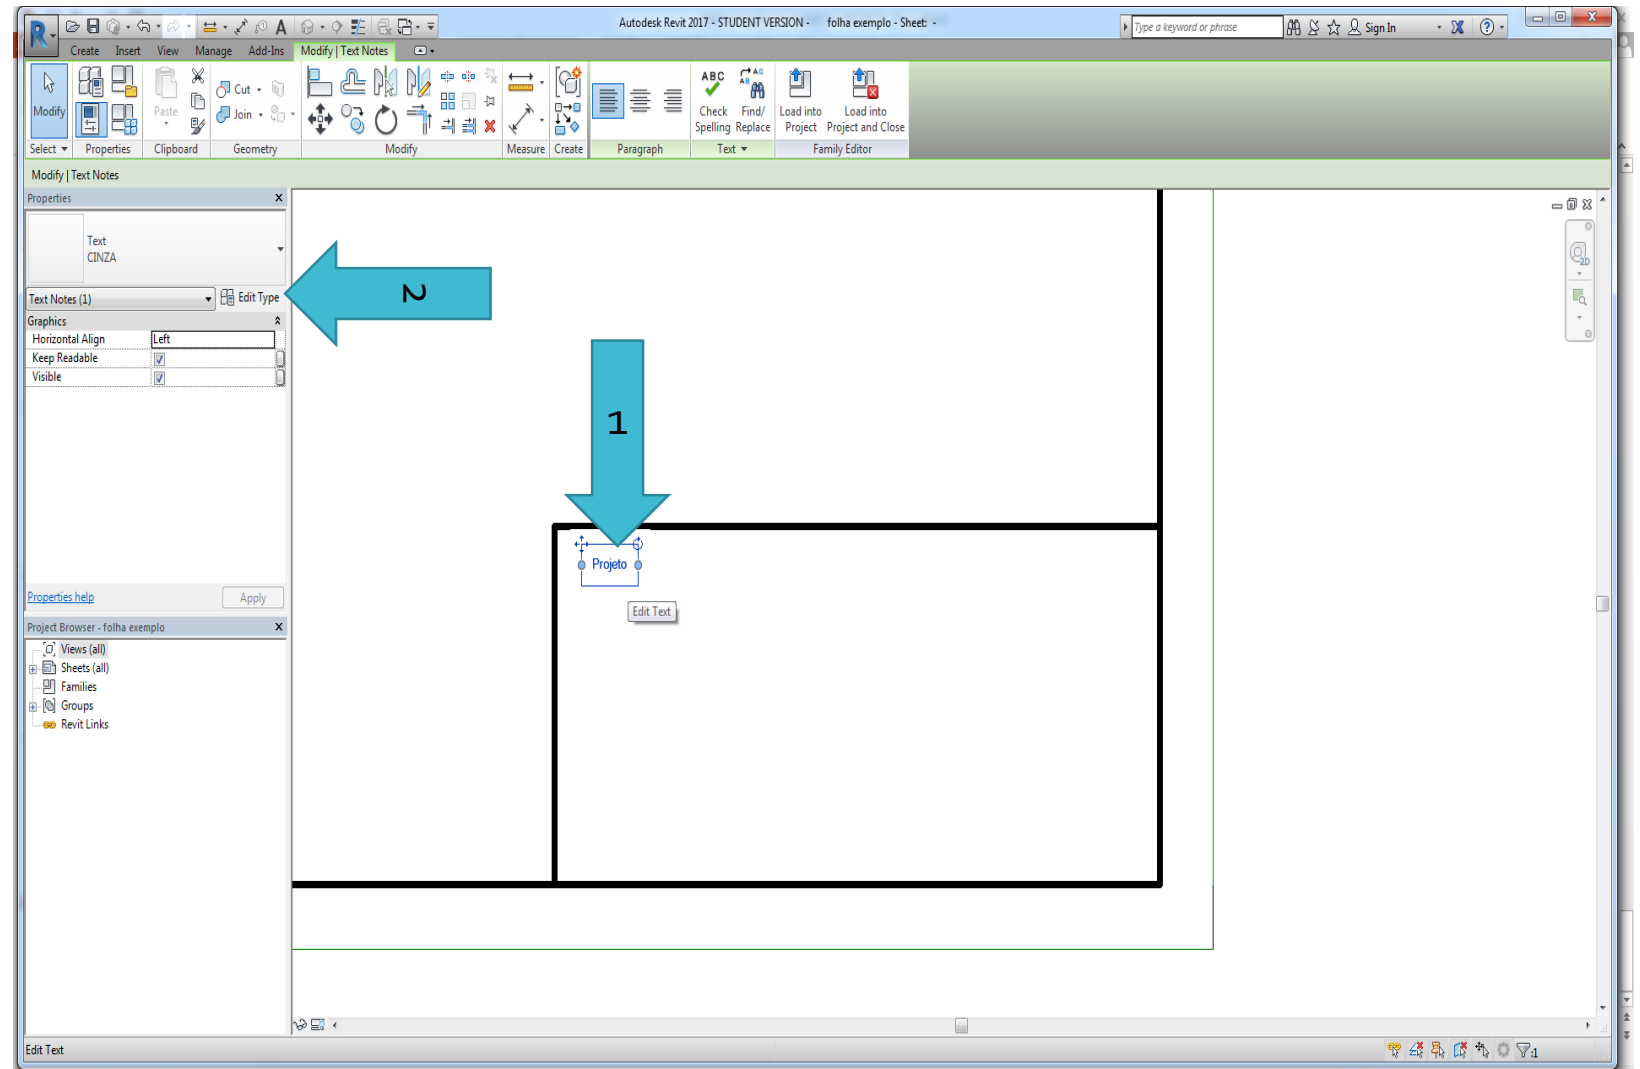 Autodesk Revit 2017 - STUDENT VERSION - folha exemplo - Sheet: -
Type a keyword or phrase
Sign In
Create Insert View Manage Add-Ins Modify | Text Notes
Modify
Paste
Cut
Join
Check Spelling
Find/ Replace
Load into Project
Load into Project and Close
Select Properties Clipboard Geometry Modify Measure Create Paragraph Text Family Editor
Modify | Text Notes
Properties
Text
CINZA
Text Notes (1) Edit Type
Graphics
Horizontal Align Left
Keep Readable
Visible
2
1
Projeto
Edit Text
Properties help Apply
Project Browser - folha exemplo
Views (all)
Sheets (all)
Families
Groups
Revit Links
Edit Text
:1